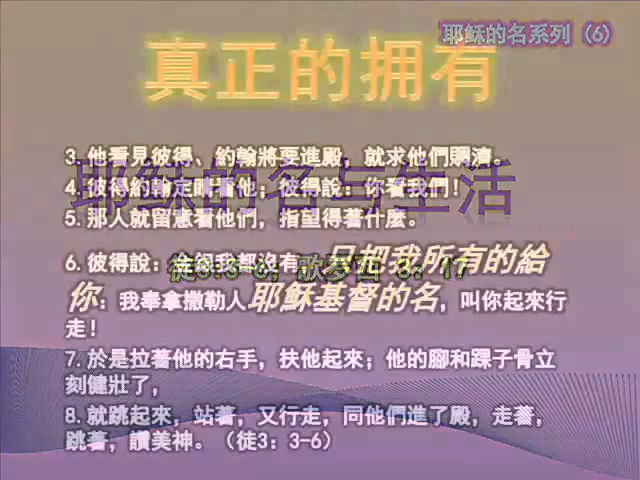 耶稣的名系列（6）
真正的拥有
3. 他看見彼得、約翰將要進殿，就求他們賙濟。
耶稣的名与生活
4. 彼得約翰定睛看他；彼得說：你看我們！
5. 那人就留意看他們，指望得著什麼。
徒3:3-8；歌罗西 3：17
6. 彼得說：金銀我都沒有，只把我所有的給
你：我奉拿撒勒人耶穌基督的名，叫你起來行
走！
7. 於是拉著他的右手，扶他起來；他的腳和踝子骨立
刻健壯了，
8. 就跳起來，站著，又行走，同他們進了殿，走著，
跳著，讚美神。（徒3：3-6）